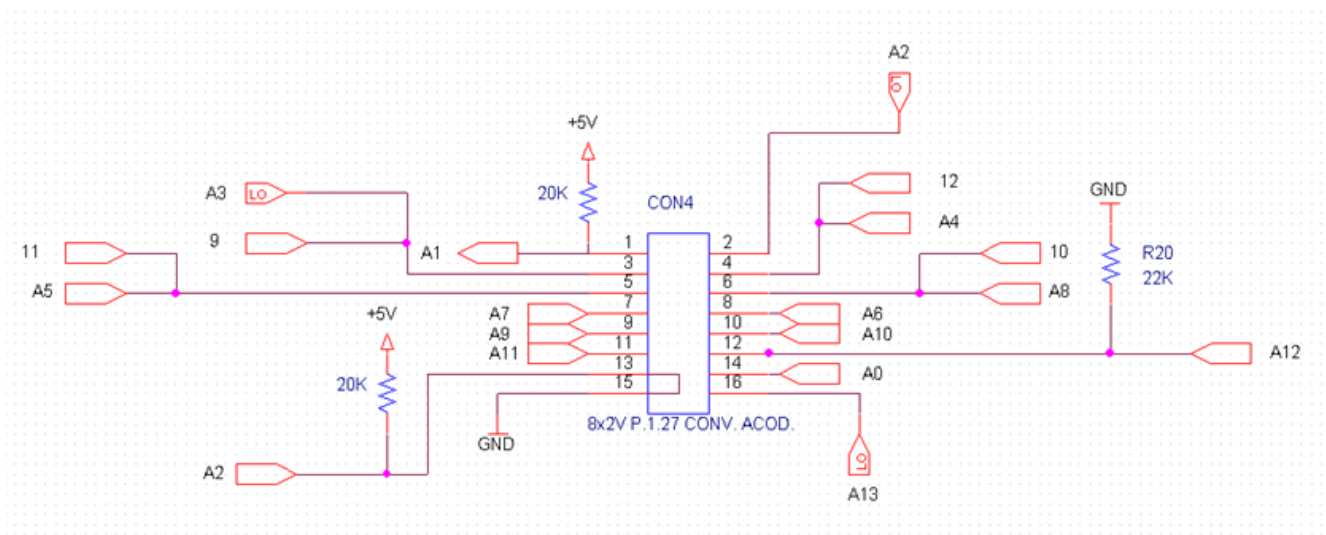 A2
LO
+5V
A3
LO
20K
CON4
12
GND
9
A1
1
2
A4
11
3
4
10
R20
5
6
22K
A5
A8
+5V
A7
7
8
A6
A9
9
10
A10
A11
11
12
A12
13
14
A0
20K
15
16
8x2V P.1.27 CONV. ACOD.
GND
LO
A2
A13